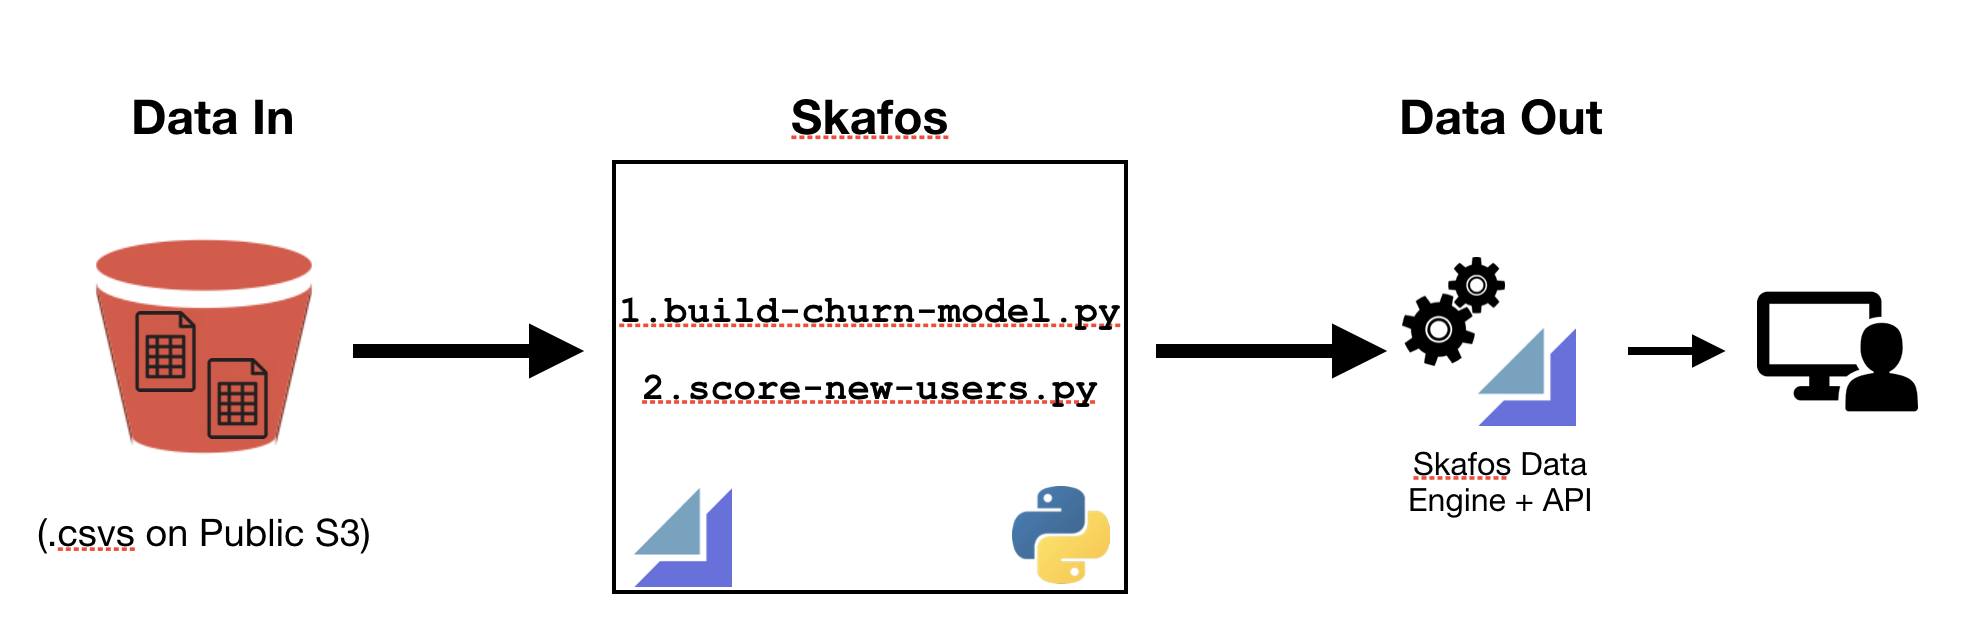 Data In
Skafos
Data Out
1.build-churn-model.py
2.score-new-users.py
Skafos Data
Engine + API
(.csvs on Public S3)